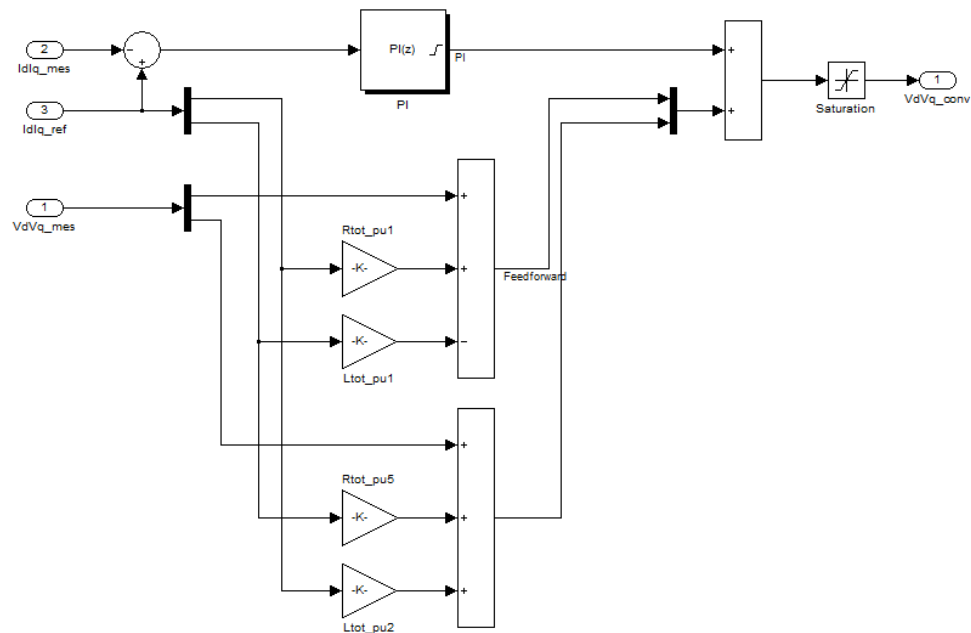 2
IdIq_mes
−
+
PI(z)
PI
PI
3
IdIq_ref
+
+
1
VdVq_conv
Saturation
1
VdVq_mes
+
Rtot_pu1
-K-
+
Feedforward
-K-
−
Ltot_pu1
+
Rtot_pu5
-K-
+
-K-
+
Ltot_pu2